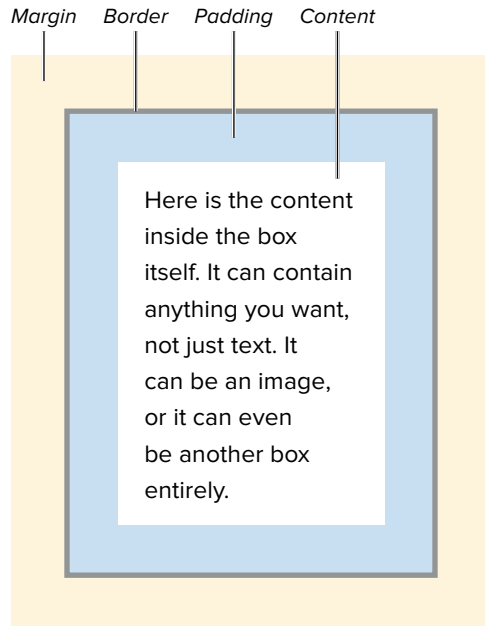 Margin Border Padding Content
Here is the content
inside the box
itself. It can contain
anything you want,
not just text. It
can be an image,
or it can even
be another box
entirely.